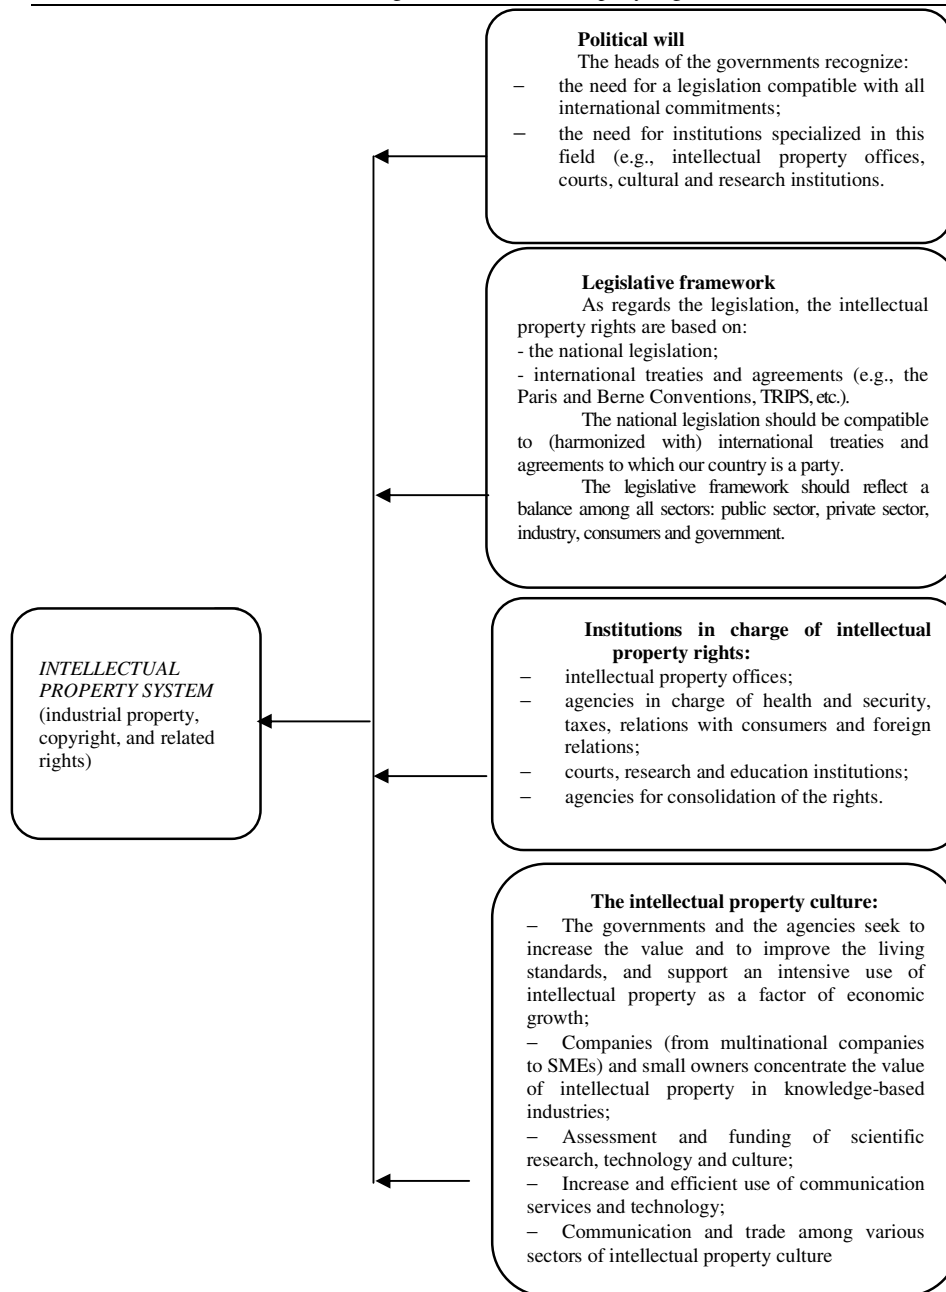 Political will
The heads of the governments recognize:
– the need for a legislation compatible with all
international commitments;
– the need for institutions specialized in this
field (e.g., intellectual property offices,
courts, cultural and research institutions.
Legislative framework
As regards the legislation, the intellectual
property rights are based on:
- the national legislation;
- international treaties and agreements (e.g., the
Paris and Berne Conventions, TRIPS, etc.).
The national legislation should be compatible
to (harmonized with) international treaties and
agreements to which our country is a party.
The legislative framework should reflect a
balance among all sectors: public sector, private sector,
industry, consumers and government.
INTELLECTUAL
PROPERTY SYSTEM
(industrial property,
copyright, and related
rights)
Institutions in charge of intellectual
property rights:
– intellectual property offices;
– agencies in charge of health and security,
taxes, relations with consumers and foreign
relations;
– courts, research and education institutions;
– agencies for consolidation of the rights.
The intellectual property culture:
– The governments and the agencies seek to
increase the value and to improve the living
standards, and support an intensive use of
intellectual property as a factor of economic
growth;
– Companies (from multinational companies
to SMEs) and small owners concentrate the value
of intellectual property in knowledge-based
industries;
– Assessment and funding of scientific
research, technology and culture;
– Increase and efficient use of communication
services and technology;
– Communication and trade among various
sectors of intellectual property culture